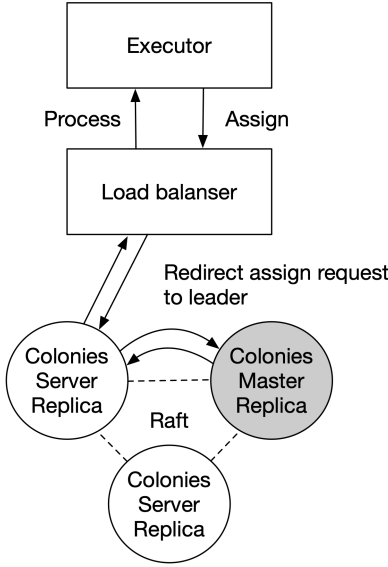 Executor
Process
Assign
Load balanser
Redirect assign request
to leader
Colonies
Server
Replica
Colonies
Master
Replica
Raft
Colonies
Server
Replica